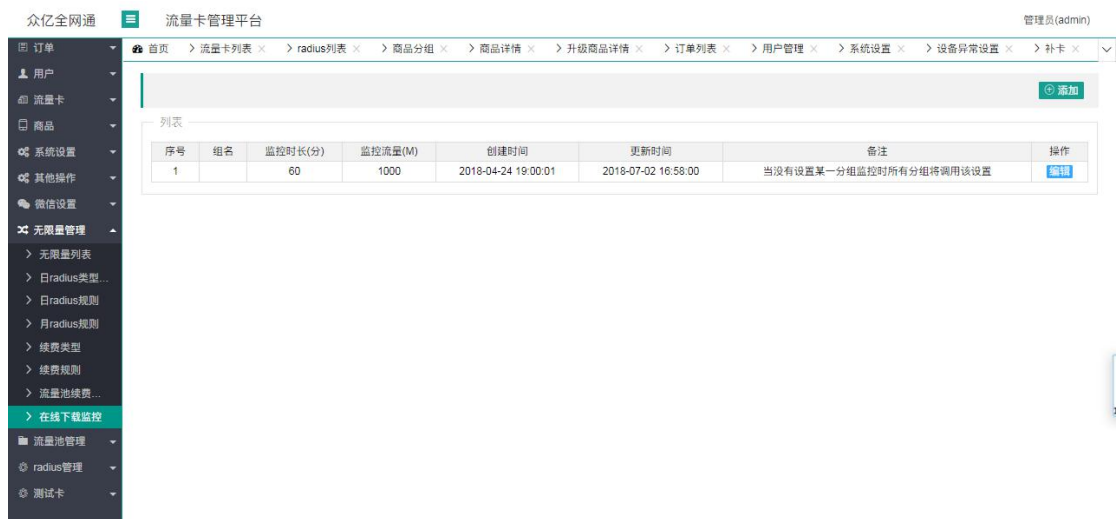 众亿全网通
流量卡管理平台
管理员(admin)
订单
用户
流量卡
商品
系统设置
其他操作
微信设置
无限量管理
无限量列表
日radius类型...
日radius规则
月radius规则
续费类型
续费规则
流量池续费...
在线下载监控
流量池管理
radius管理
测试卡
首页 流量卡列表 radius列表 商品分组 商品详情 升级商品详情 订单列表 用户管理 系统设置 设备异常设置 补卡
添加
列表
序号 组名 监控时长(分) 监控流量(M) 创建时间 更新时间 备注 操作
1 60 1000 2018-04-24 19:00:01 2018-07-02 16:58:00 当没有设置某一分组监控时所有分组将调用该设置 编辑